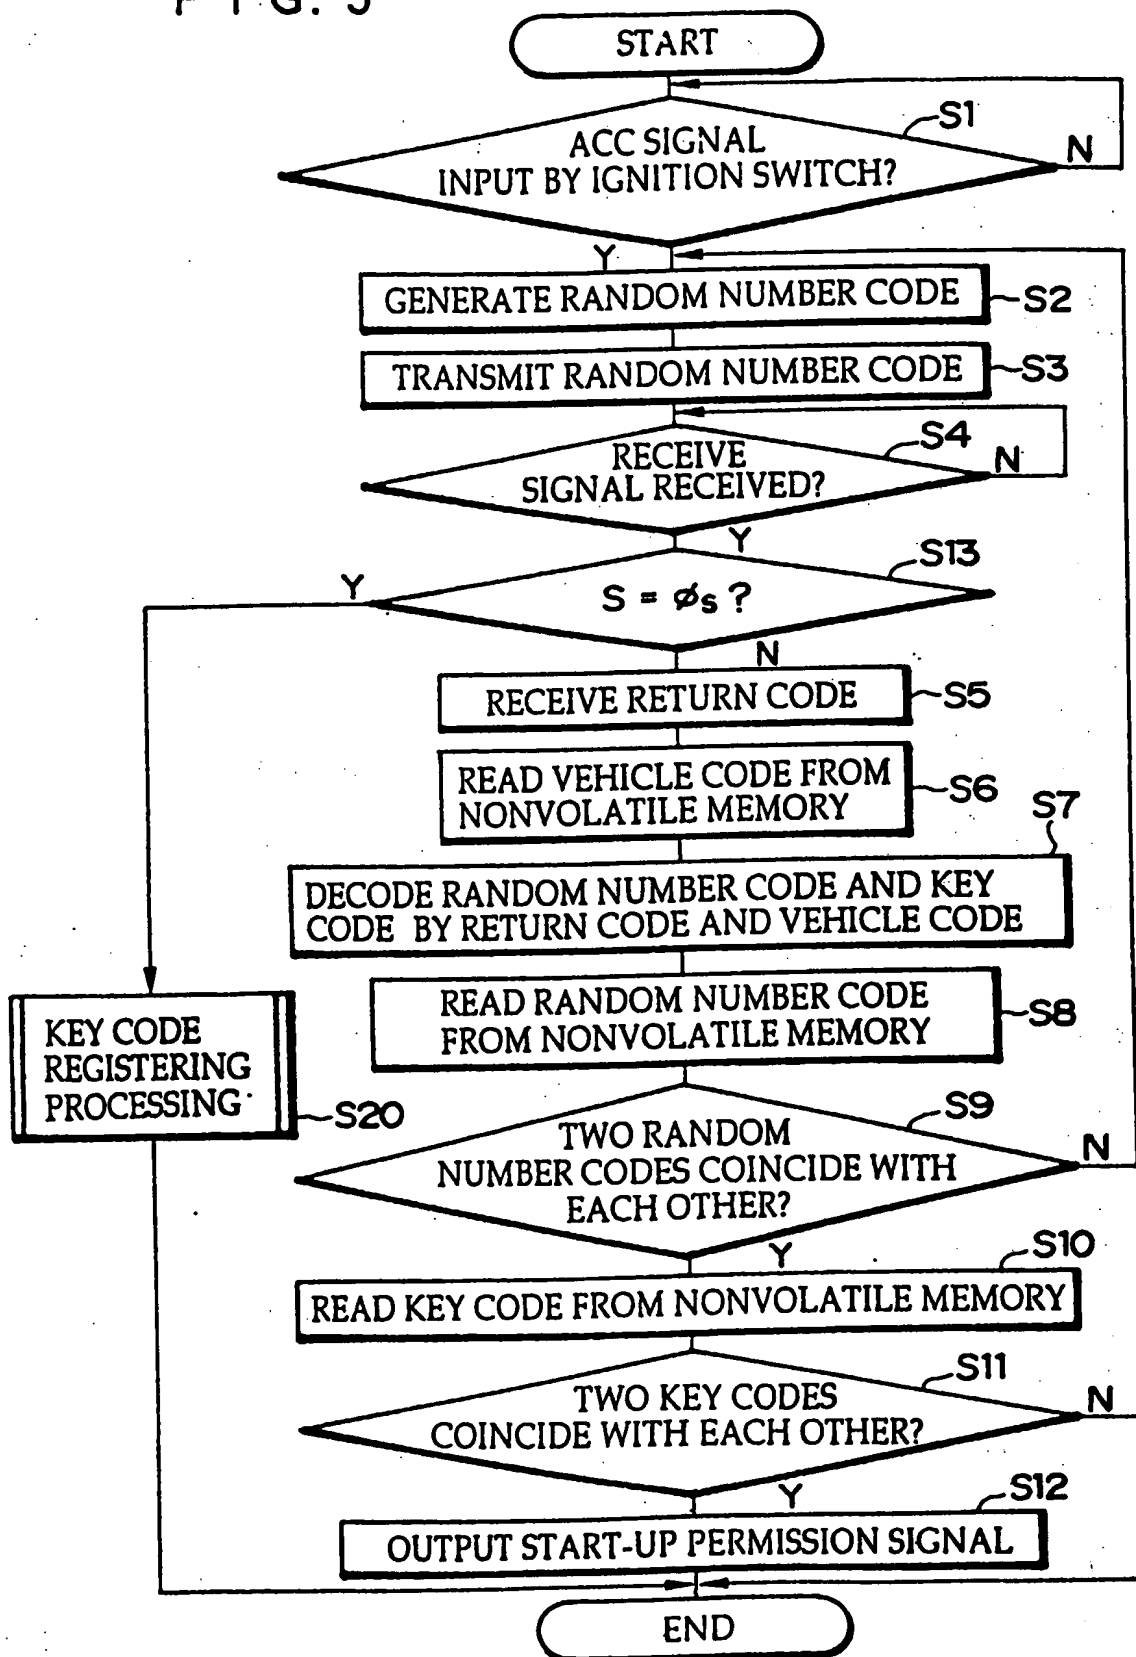 FIG. 5
START
S1
ACC SIGNAL
INPUT BY IGNITION SWITCH?
N
Y
GENERATE RANDOM NUMBER CODE
S2
TRANSMIT RANDOM NUMBER CODE
S3
S4
RECEIVE
SIGNAL RECEIVED?
N
Y
S13
Y
S = øs ?
N
RECEIVE RETURN CODE
S5
READ VEHICLE CODE FROM
NONVOLATILE MEMORY
S6
S7
DECODE RANDOM NUMBER CODE AND KEY
CODE BY RETURN CODE AND VEHICLE CODE
READ RANDOM NUMBER CODE
FROM NONVOLATILE MEMORY
S8
KEY CODE
REGISTERING
PROCESSING
S20
S9
TWO RANDOM
NUMBER CODES COINCIDE WITH
EACH OTHER?
N
Y
S10
READ KEY CODE FROM NONVOLATILE MEMORY
S11
TWO KEY CODES
COINCIDE WITH EACH OTHER?
N
Y
S12
OUTPUT START-UP PERMISSION SIGNAL
END